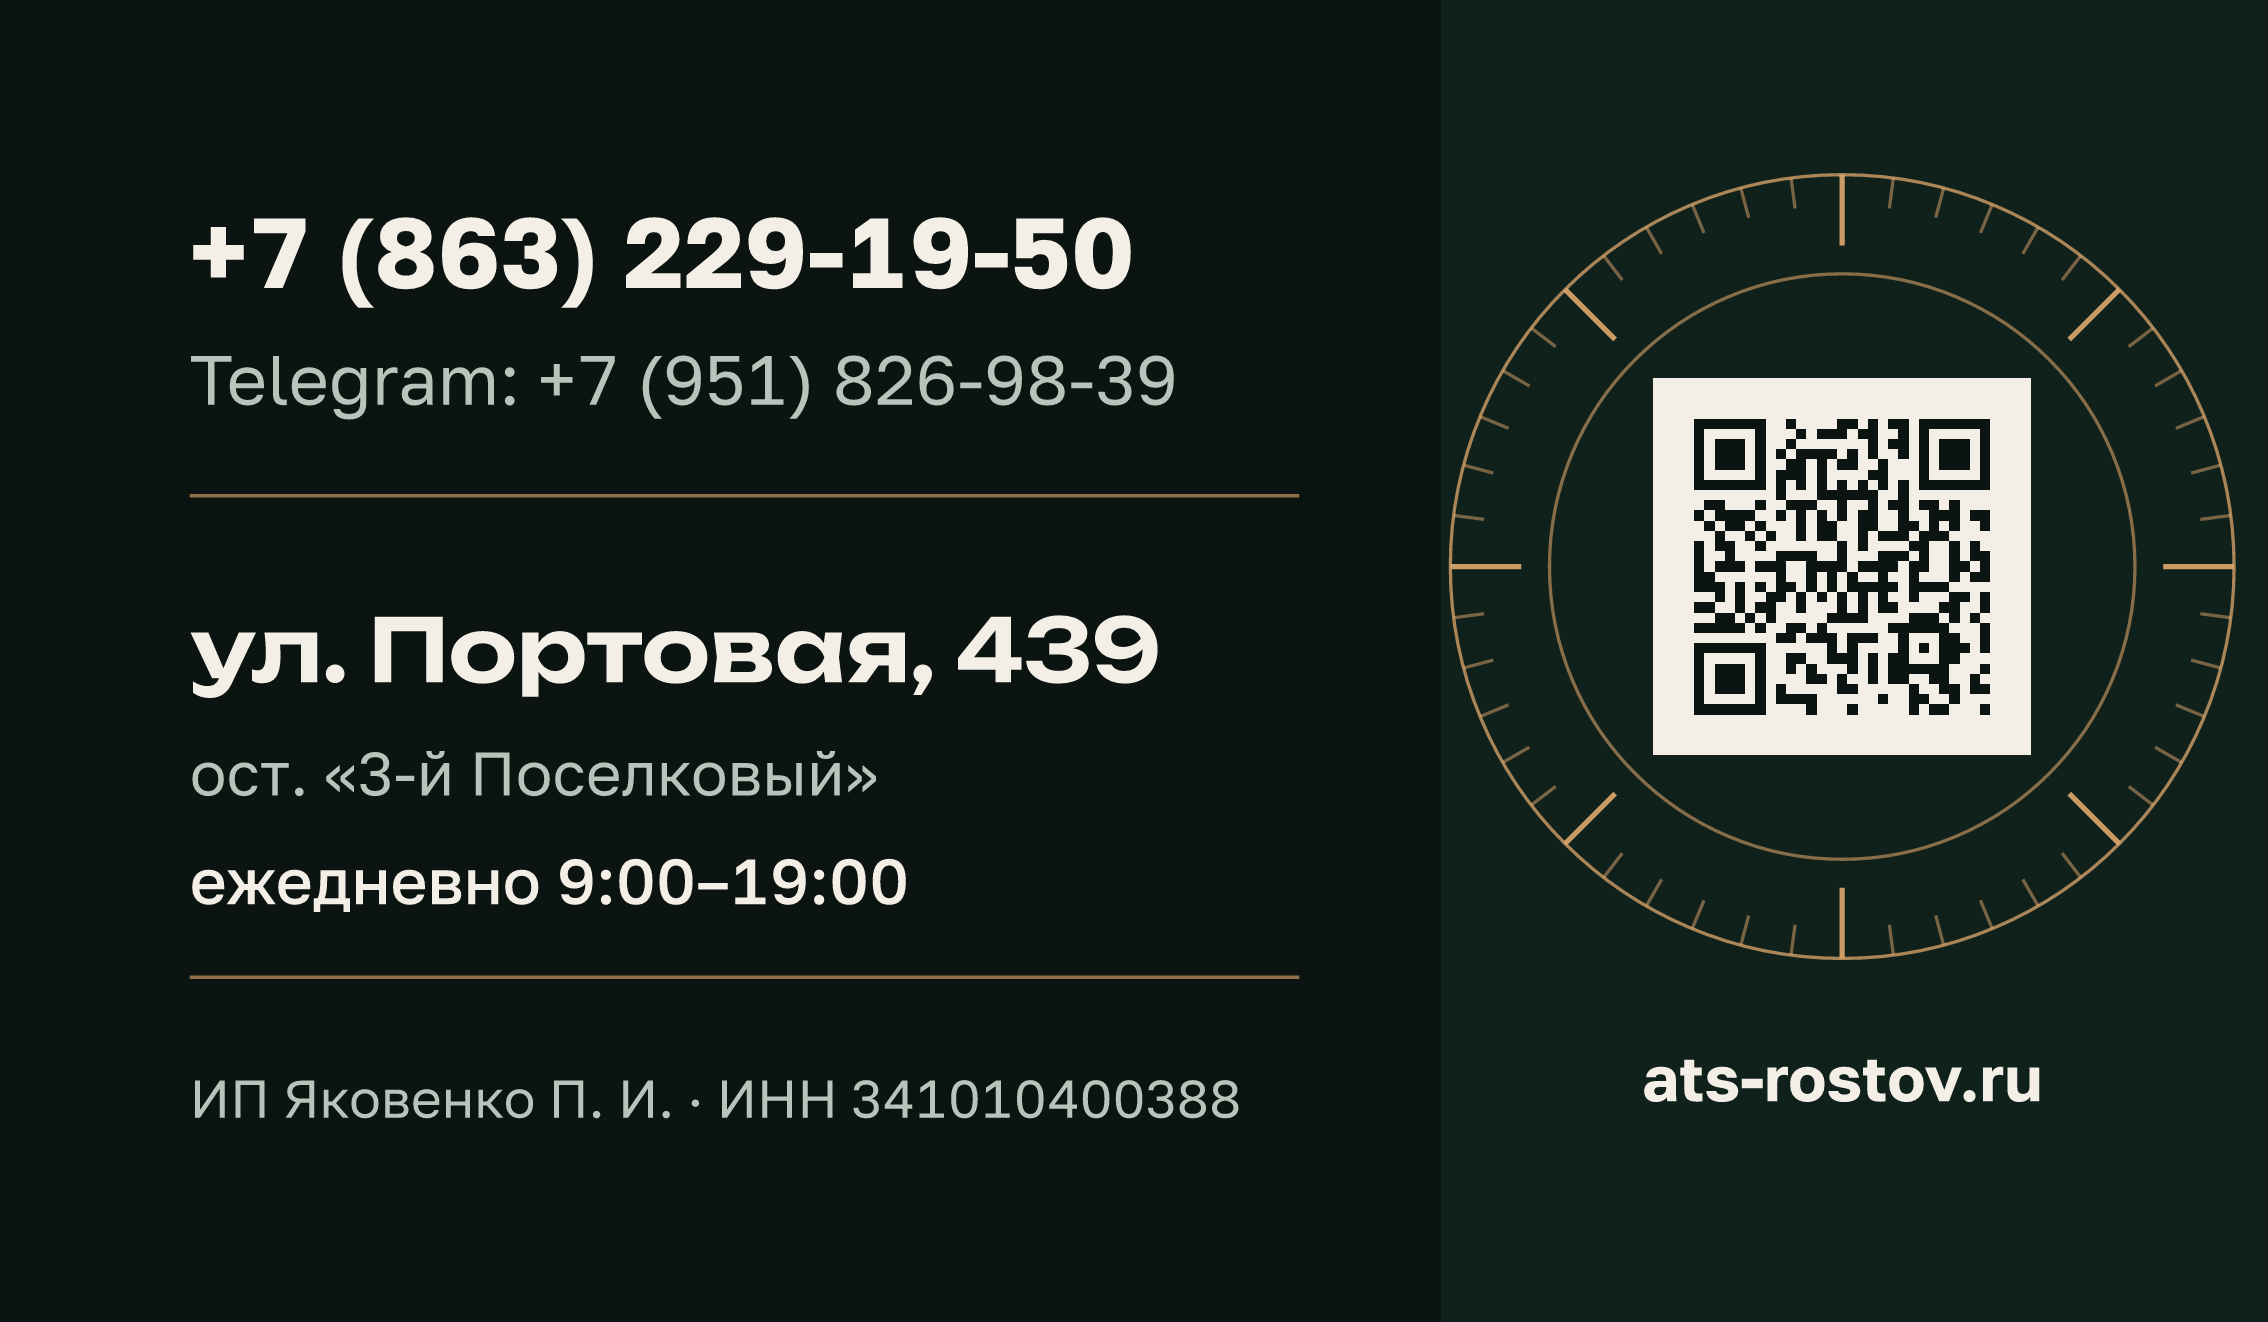 +7 (863) 229-19-50
Telegram: +7 (951) 826-98-39
ул. Портовая, 439
ост. «3-й Поселковый»
ежедневно 9:00–19:00
ИП Яковенко П. И. · ИНН 341010400388
ats-rostov.ru